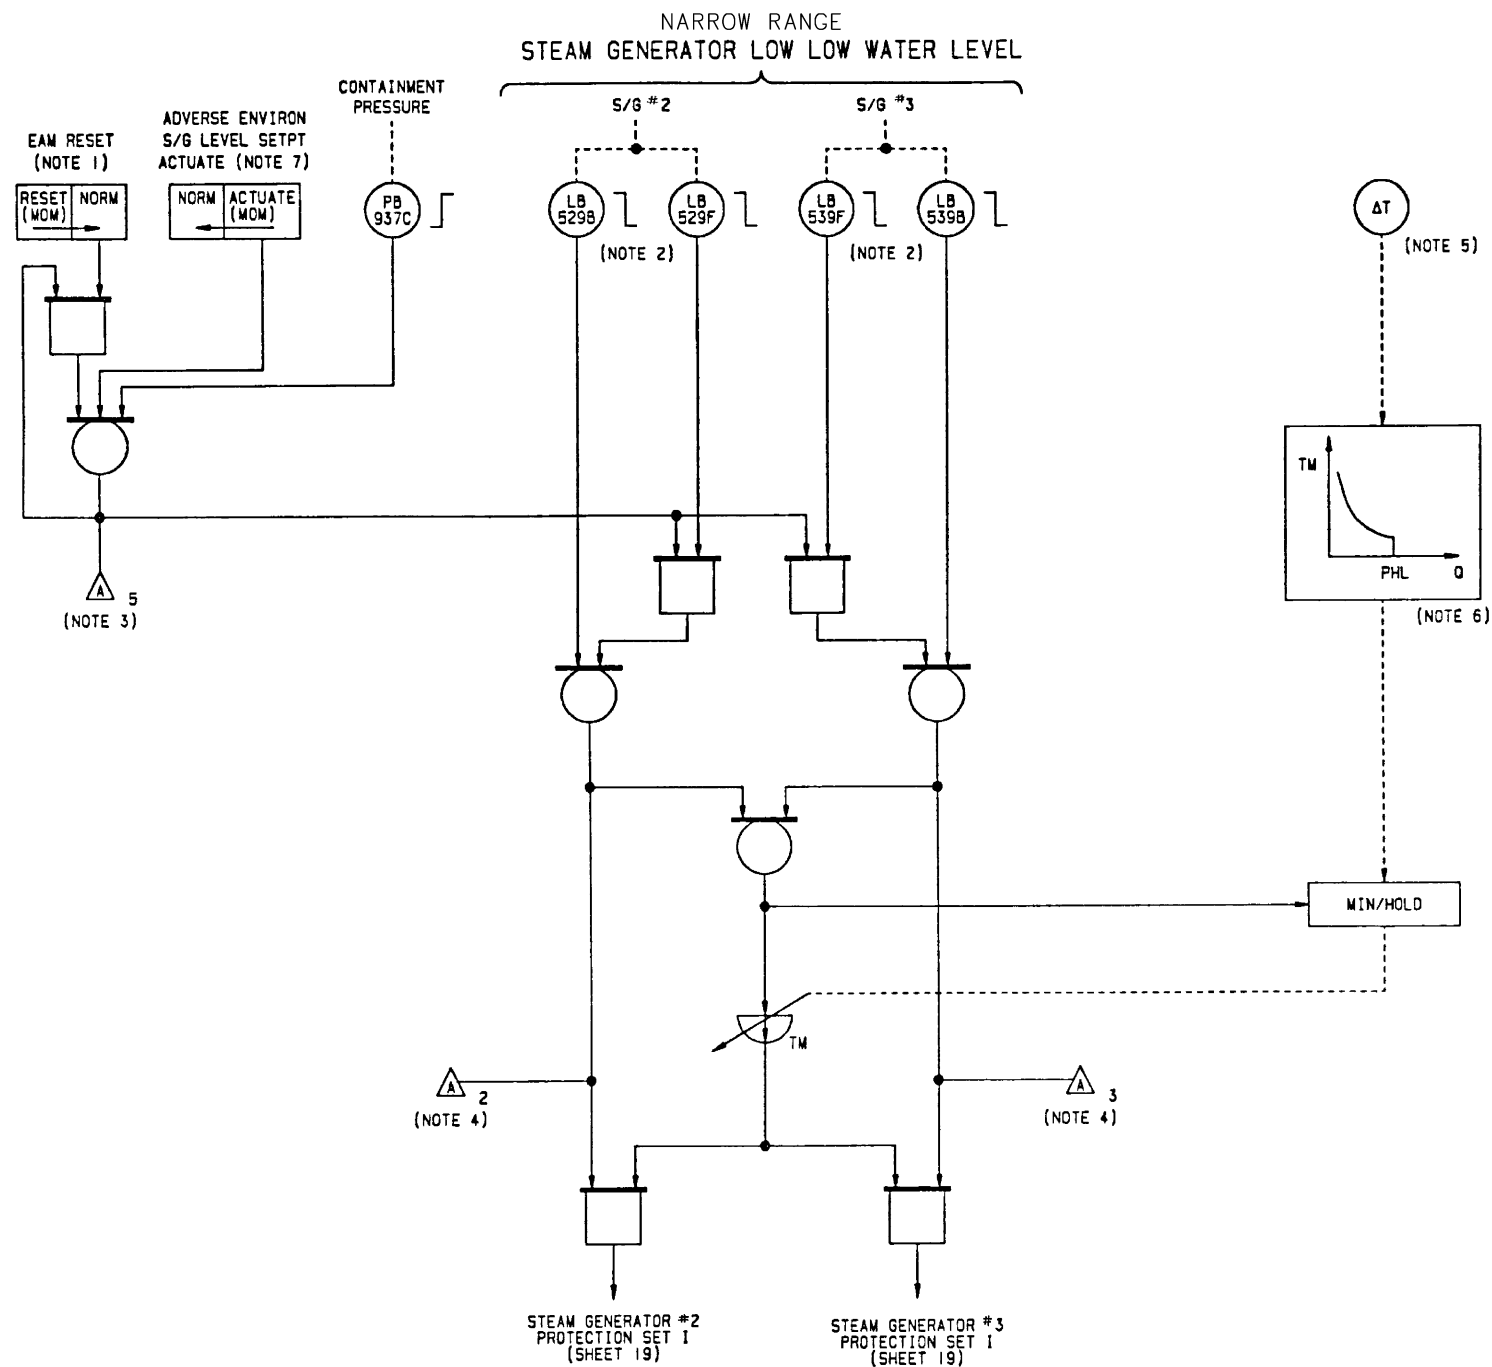 NARROW RANGE
STEAM GENERATOR LOW LOW WATER LEVEL
CONTAINMENT
PRESSURE
S/G #2
S/G #3
ADVERSE ENVIRON
S/G LEVEL SETPT
ACTUATE (NOTE 7)
EAM RESET
(NOTE 1)
RESET
(MOM)
NORM
NORM
ACTUATE
(MOM)
PB
937C
LB
529B
LB
529F
LB
539F
LB
539B
ΔT
(NOTE 2)
(NOTE 2)
(NOTE 5)
TM
PHL
Q
(NOTE 6)
A
5
(NOTE 3)
MIN/HOLD
TM
A
2
(NOTE 4)
A
3
(NOTE 4)
STEAM GENERATOR #2
PROTECTION SET I
(SHEET 19)
STEAM GENERATOR #3
PROTECTION SET I
(SHEET 19)